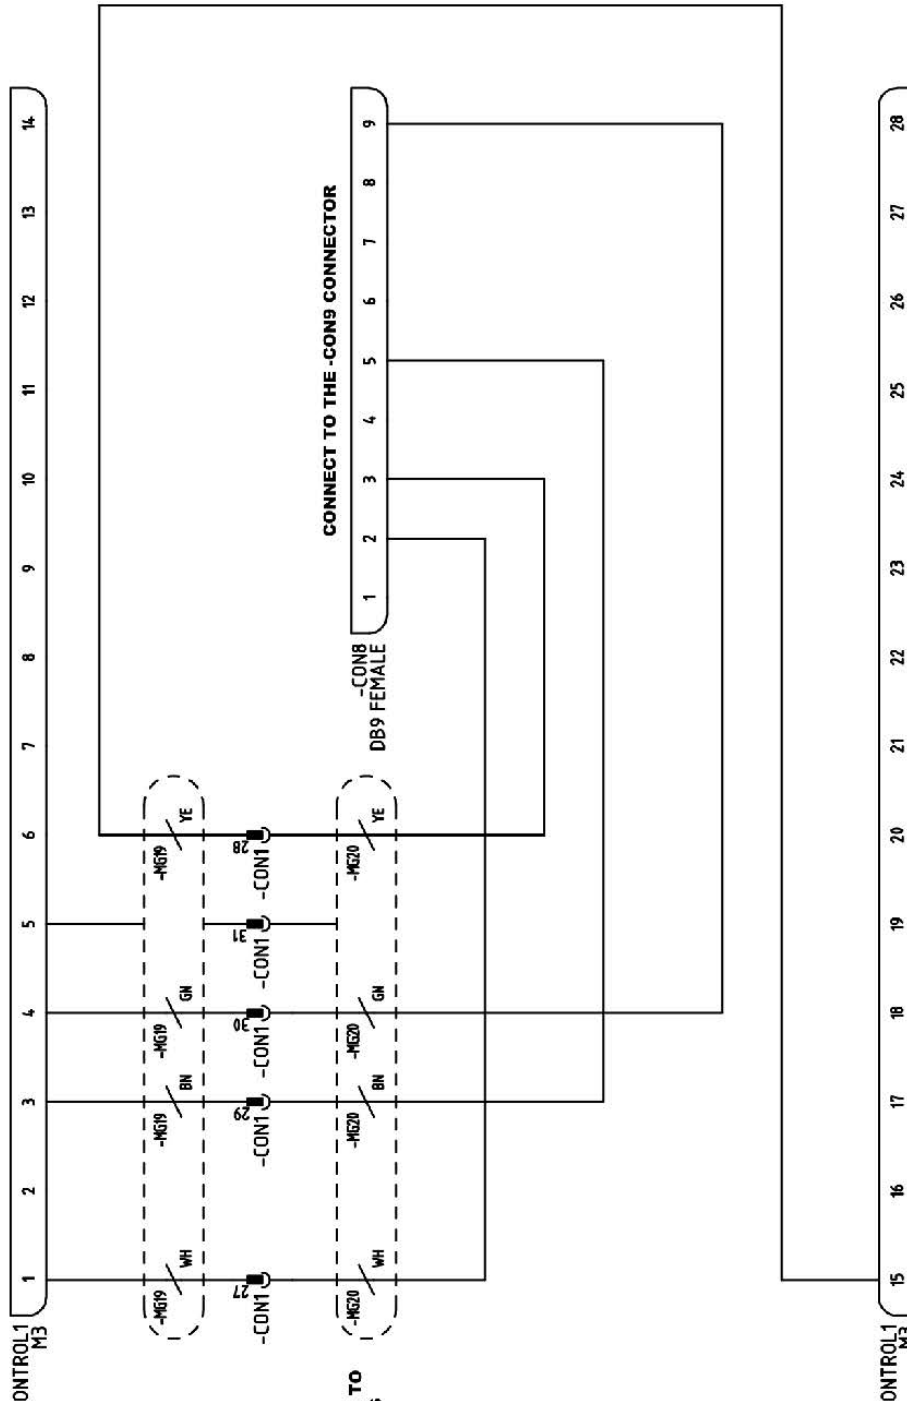 14
13
12
11
10
9
8
7
6
5
4
3
2
1
ONTROL1
M3
-MG19
YE
-MG19
GN
-MG19
BN
-MG19
WH
28
-CON1
31
-CON1
30
-CON1
29
-CON1
27
-CON1
CONNECT TO THE -CON9 CONNECTOR
9
8
7
6
5
4
3
2
1
-CON8
DB9 FEMALE
-MG20
YE
-MG20
GN
-MG20
BN
-MG20
WH
TO
28
27
26
25
24
23
22
21
20
19
18
17
16
15
ONTROL1
M3